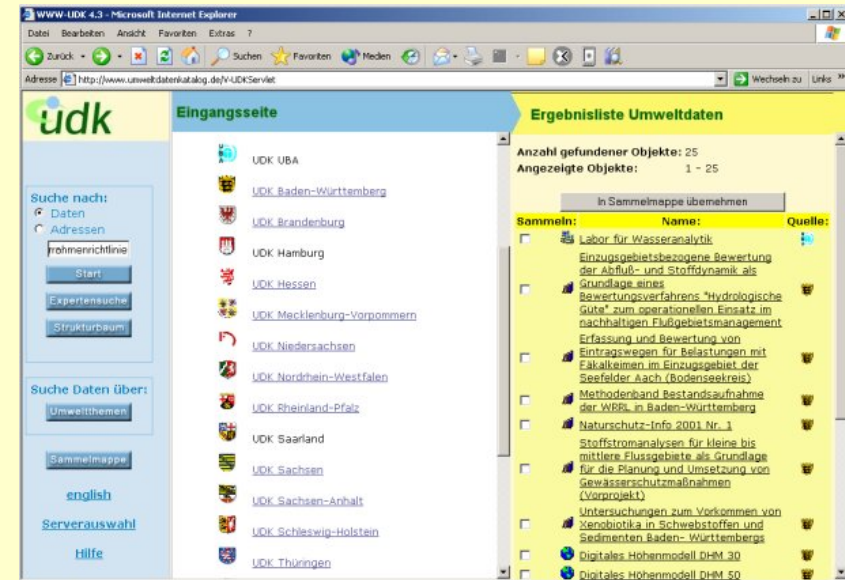 WWW-UDK 4.3 - Microsoft Internet Explorer
Datei Bearbeiten Ansicht Favoriten Extras ?
Zurück Suchen Favoriten Medien
Adresse http://www.umweltdatenkatalog.de/V-UDKServlet Wechseln zu Links »
udk
Suche nach:
Daten
Adressen
rahmenrichtlinie
Start
Expertensuche
Strukturbaum
Suche Daten über:
Umweltthemen
Sammelmappe
english
Serverauswahl
Hilfe
Eingangsseite
UDK UBA
UDK Baden-Württemberg
UDK Brandenburg
UDK Hamburg
UDK Hessen
UDK Mecklenburg-Vorpommern
UDK Niedersachsen
UDK Nordrhein-Westfalen
UDK Rheinland-Pfalz
UDK Saarland
UDK Sachsen
UDK Sachsen-Anhalt
UDK Schleswig-Holstein
UDK Thüringen
Ergebnisliste Umweltdaten
Anzahl gefundener Objekte: 25
Angezeigte Objekte: 1 - 25
In Sammelmappe übernehmen
Sammeln: Name: Quelle:
Labor für Wasseranalytik
Einzugsgebietsbezogene Bewertung
der Abfluß- und Stoffdynamik als
Grundlage eines
Bewertungsverfahrens "Hydrologische
Güte" zum operationellen Einsatz im
nachhaltigen Flußgebietsmanagement
Erfassung und Bewertung von
Eintragswegen für Belastungen mit
Fäkalkeimen im Einzugsgebiet der
Seefelder Aach (Bodenseekreis)
Methodenband Bestandsaufnahme
der WRRL in Baden-Württemberg
Naturschutz-Info 2001 Nr. 1
Stoffstromanalysen für kleine bis
mittlere Flussgebiete als Grundlage
für die Planung und Umsetzung von
Gewässerschutzmaßnahmen
(Vorprojekt)
Untersuchungen zum Vorkommen von
Xenobiotika in Schwebstoffen und
Sedimenten Baden- Württembergs
Digitales Höhenmodell DHM 30
Digitales Höhenmodell DHM 50